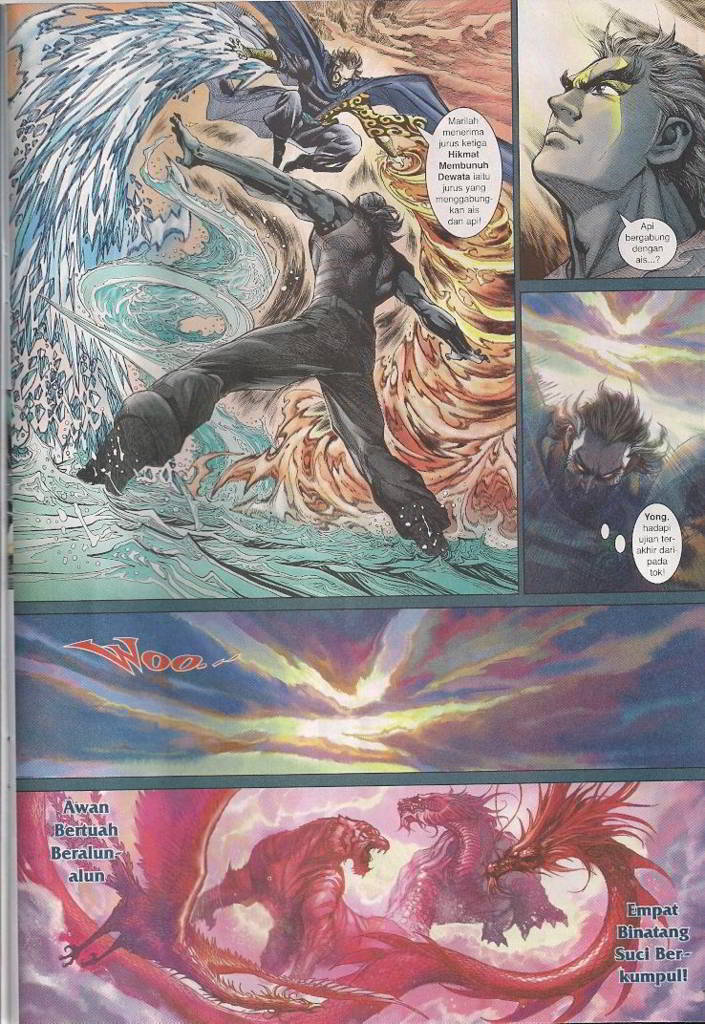 Marilah
menerima
jurus ketiga
Hikmat
Membunuh
Dewata iaitu
jurus yang
menggabung-
kan ais
dan api!
Api
bergabung
dengan
ais...?
Yong,
hadapi
ujian ter-
akhir dari-
pada
tok!
Woo...
Awan
Bertuah
Beralun-
alun
Empat
Binatang
Suci Ber-
kumpul!